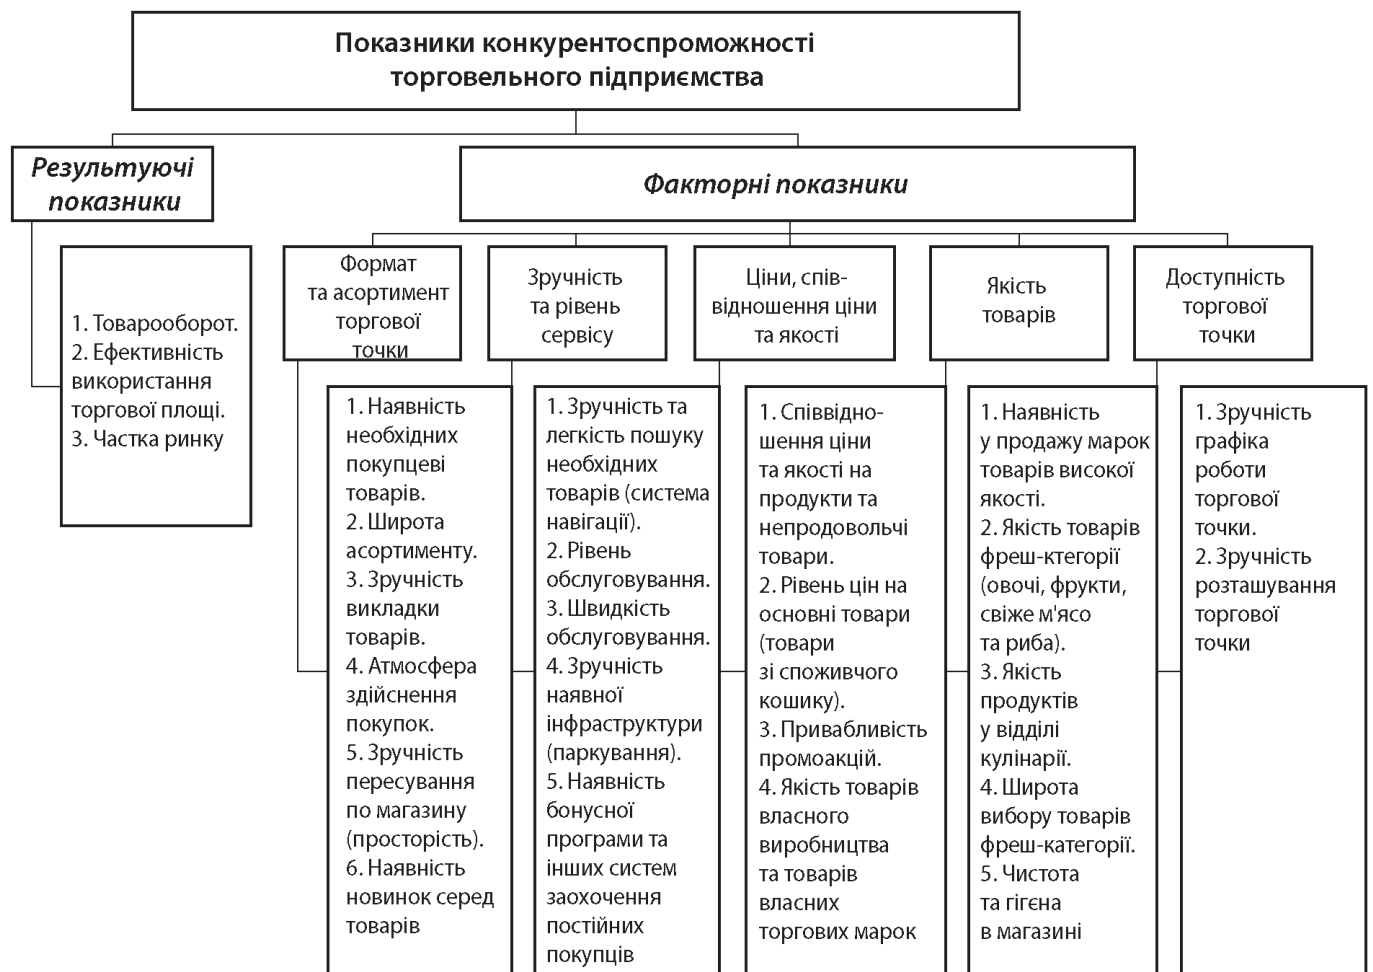 Показники конкурентоспроможності
торговельного підприємства
Результуючі
показники
Факторні показники
1. Товарооборот.
2. Ефективність
використання
торгової площі.
3. Частка ринку
Формат
та асортимент
торгової
точки
Зручність
та рівень
сервісу
Ціни, спів-
відношення ціни
та якості
Якість
товарів
Доступність
торгової
точки
1. Наявність
необхідних
покупцеві
товарів.
2. Широта
асортименту.
3. Зручність
викладки
товарів.
4. Атмосфера
здійснення
покупок.
5. Зручність
пересування
по магазину
(просторість).
6. Наявність
новинок серед
товарів
1. Зручність та
легкість пошуку
необхідних
товарів (система
навігації).
2. Рівень
обслуговування.
3. Швидкість
обслуговування.
4. Зручність
наявної
інфраструктури
(паркування).
5. Наявність
бонусної
програми та
інших систем
заохочення
постійних
покупців
1. Співвідно-
шення ціни
та якості на
продукти та
непродовольчі
товари.
2. Рівень цін на
основні товари
(товари
зі споживчого
кошику).
3. Привабливість
промоакцій.
4. Якість товарів
власного
виробництва
та товарів
власних
торгових марок
1. Наявність
у продажу марок
товарів високої
якості.
2. Якість товарів
фреш-ктегорії
(овочі, фрукти,
свіже м'ясо
та риба).
3. Якість
продуктів
у відділі
кулінарії.
4. Широта
вибору товарів
фреш-категорії.
5. Чистота
та гігєна
в магазині
1. Зручність
графіка
роботи
торгової
точки.
2. Зручність
розташування
торгової
точки